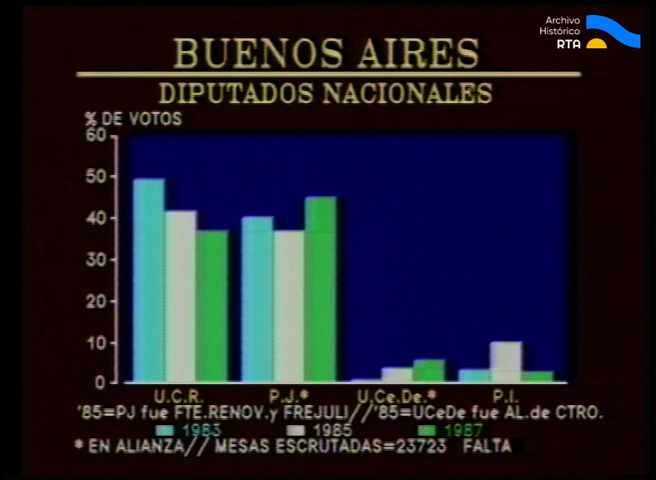 Archivo
Histórico
RTA
BUENOS AIRES
DIPUTADOS NACIONALES
% DE VOTOS
60
50
40
30
20
10
0
U.C.R. P.J.* U.Ce.De.* P.I.
'85=PJ fue FTE.RENOV.y FREJULI//'85=UCeDe fue AL.de CTRO.
1983 1985 1987
* EN ALIANZA// MESAS ESCRUTADAS=23723 FALTA